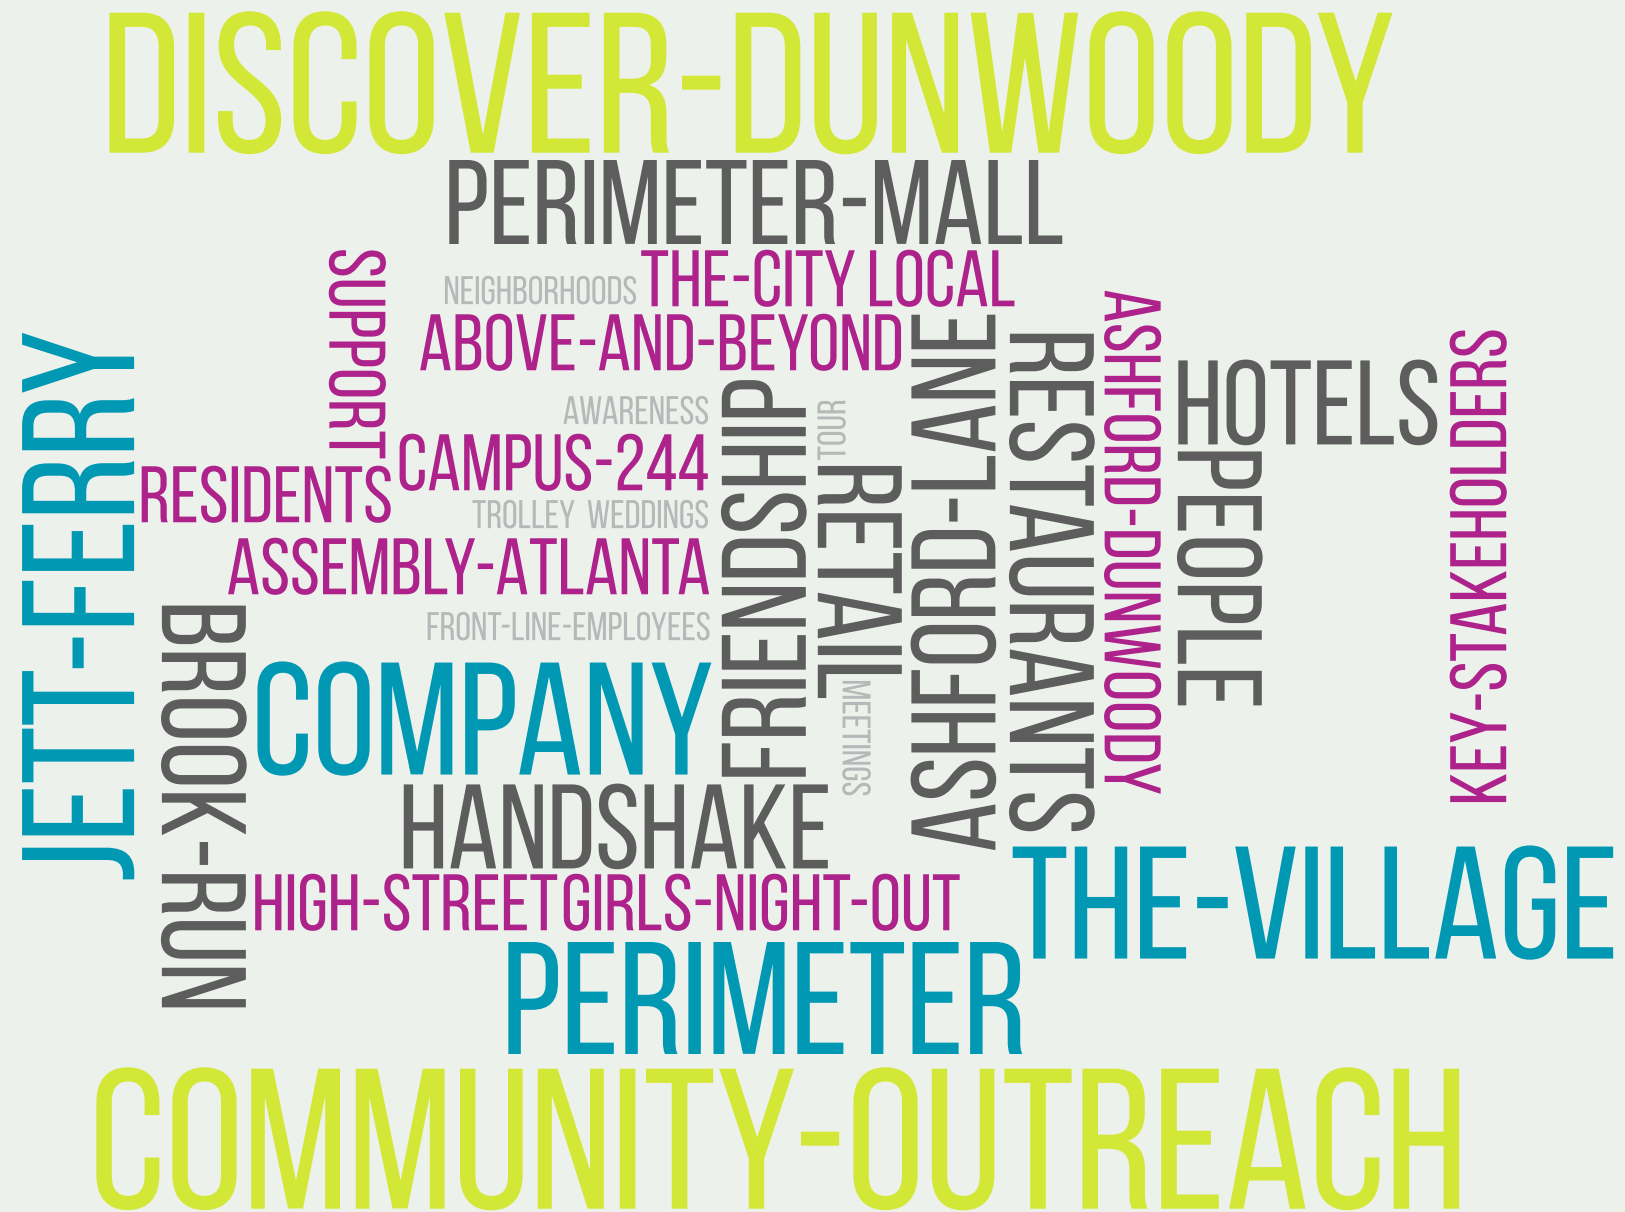 DISCOVER-DUNWOODY
PERIMETER-MALL
SUPPORT
NEIGHBORHOODS
THE-CITY
LOCAL
ABOVE-AND-BEYOND
JETT-FERRY
AWARENESS
CAMPUS-244
RESIDENTS
TROLLEY
WEDDINGS
ASSEMBLY-ATLANTA
FRONT-LINE-EMPLOYEES
BROOK-RUN
COMPANY
FRIENDSHIP
TOUR
RETAIL
MEETINGS
ASHFORD-LANE
RESTAURANTS
ASHFORD-DUNWOODY
HOTELS
PEOPLE
KEY-STAKEHOLDERS
HANDSHAKE
HIGH-STREET
GIRLS-NIGHT-OUT
THE-VILLAGE
PERIMETER
COMMUNITY-OUTREACH